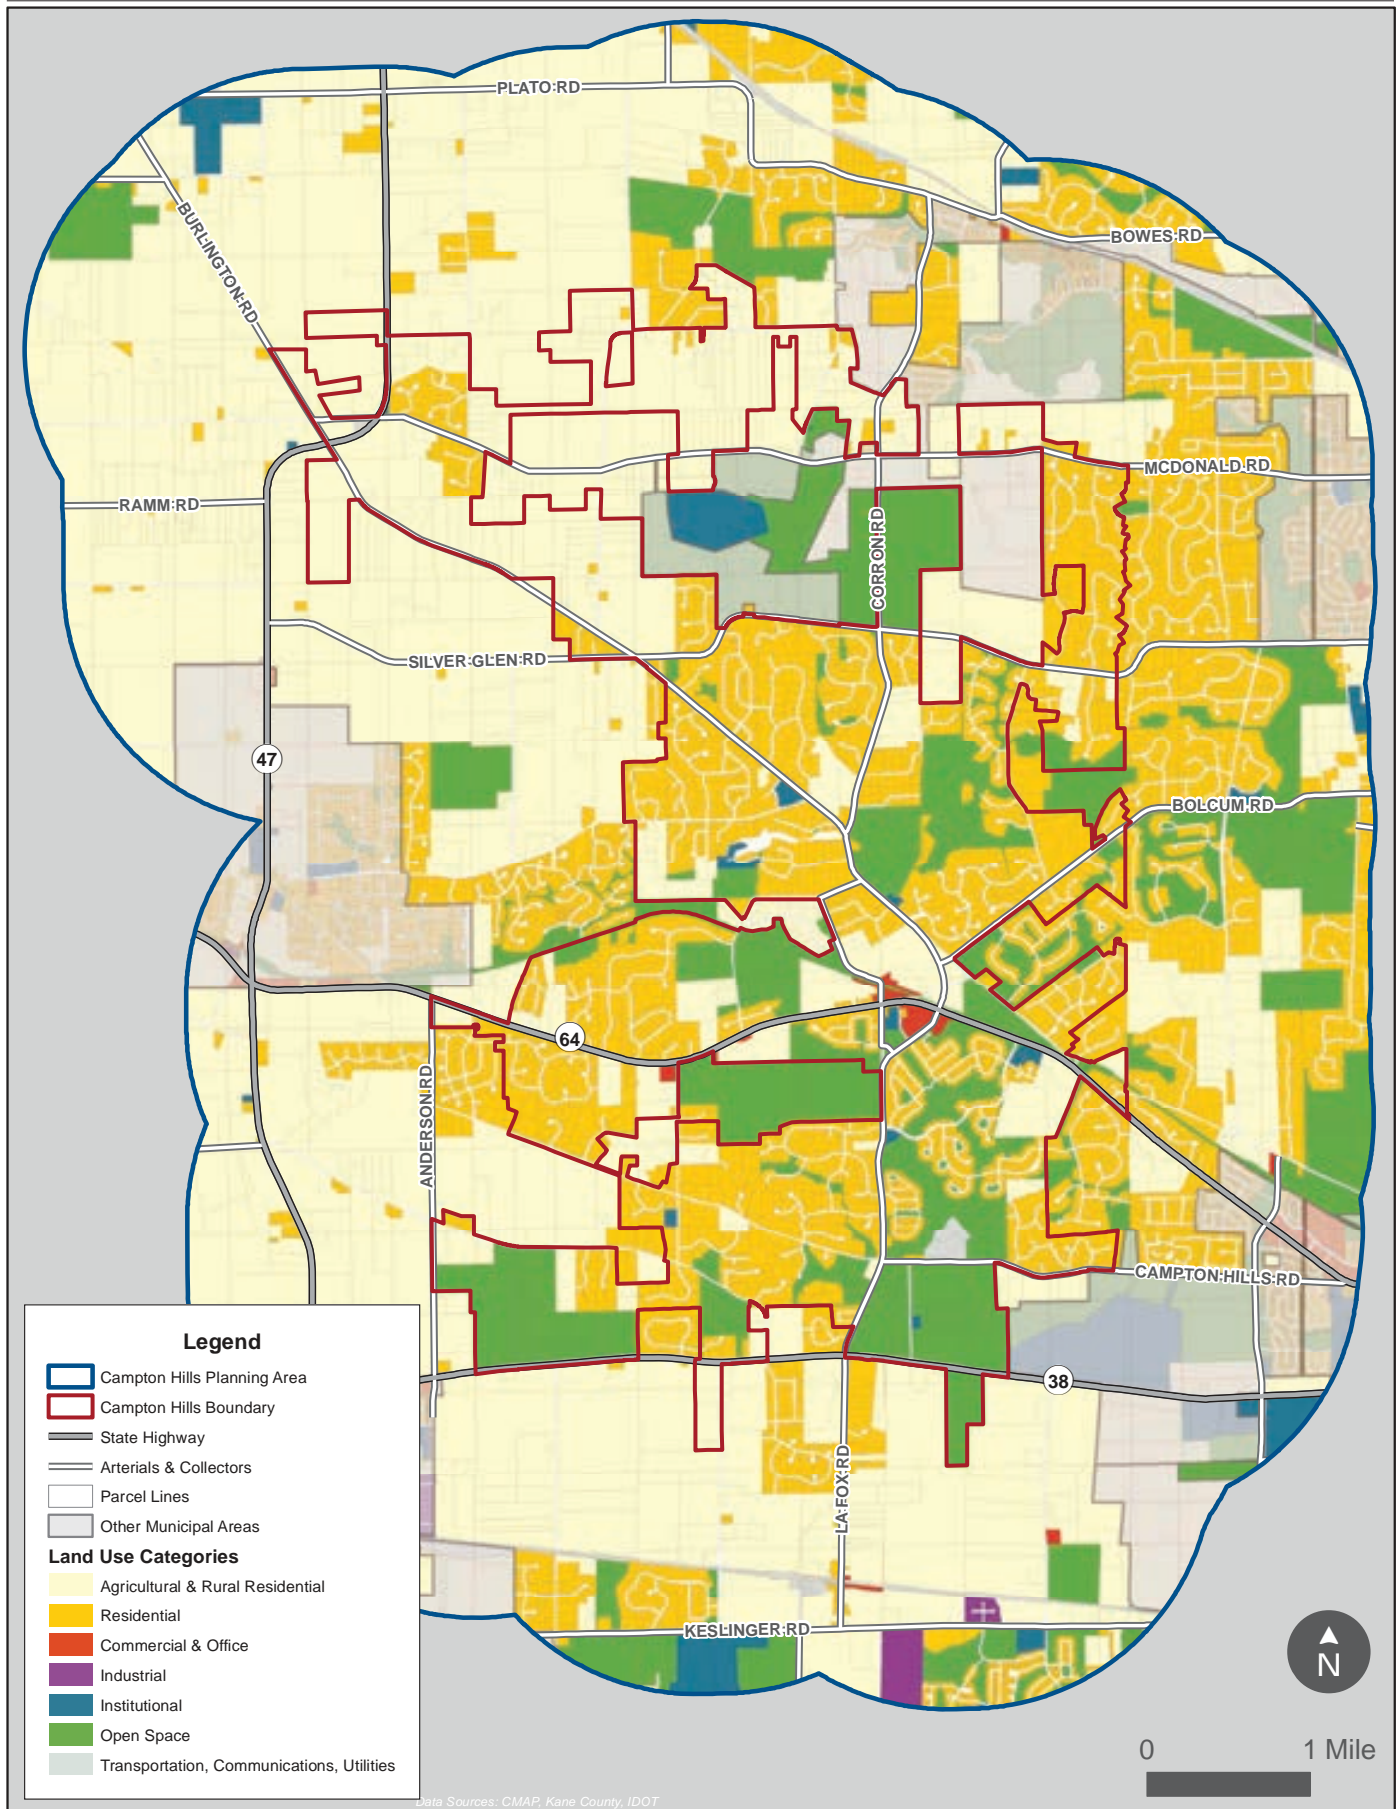 PLATO RD
BURLINGTON RD
BOWES RD
MCDONALD RD
RAMM RD
CORRON RD
SILVER GLEN RD
47
BOLCUM RD
64
ANDERSON RD
CAMPTON HILLS RD
38
LA FOX RD
KESLINGER RD
Legend
Campton Hills Planning Area
Campton Hills Boundary
State Highway
Arterials & Collectors
Parcel Lines
Other Municipal Areas
Land Use Categories
Agricultural & Rural Residential
Residential
Commercial & Office
Industrial
Institutional
Open Space
Transportation, Communications, Utilities
N
0 1 Mile
Data Sources: CMAP, Kane County, IDOT